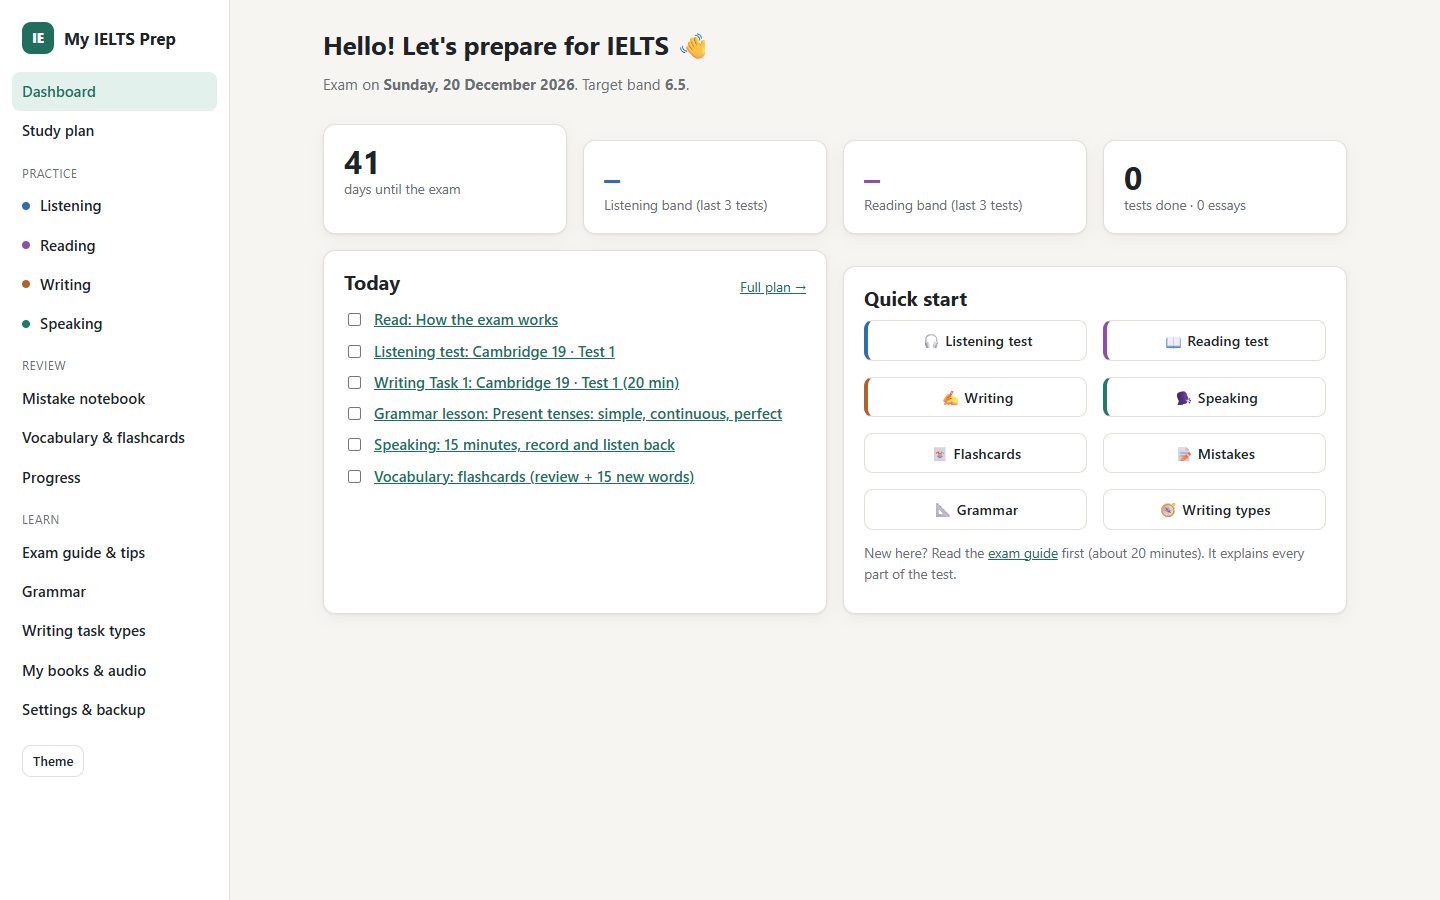 IE My IELTS Prep
Dashboard
Study plan
PRACTICE
Listening
Reading
Writing
Speaking
REVIEW
Mistake notebook
Vocabulary & flashcards
Progress
LEARN
Exam guide & tips
Grammar
Writing task types
My books & audio
Settings & backup
Theme
Hello! Let's prepare for IELTS 👋
Exam on Sunday, 20 December 2026. Target band 6.5.
41
days until the exam
–
Listening band (last 3 tests)
–
Reading band (last 3 tests)
0
tests done · 0 essays
Today
Full plan →
Read: How the exam works
Listening test: Cambridge 19 · Test 1
Writing Task 1: Cambridge 19 · Test 1 (20 min)
Grammar lesson: Present tenses: simple, continuous, perfect
Speaking: 15 minutes, record and listen back
Vocabulary: flashcards (review + 15 new words)
Quick start
🎧 Listening test
📖 Reading test
✍️ Writing
🗣️ Speaking
🃏 Flashcards
📝 Mistakes
📐 Grammar
🧭 Writing types
New here? Read the exam guide first (about 20 minutes). It explains every
part of the test.